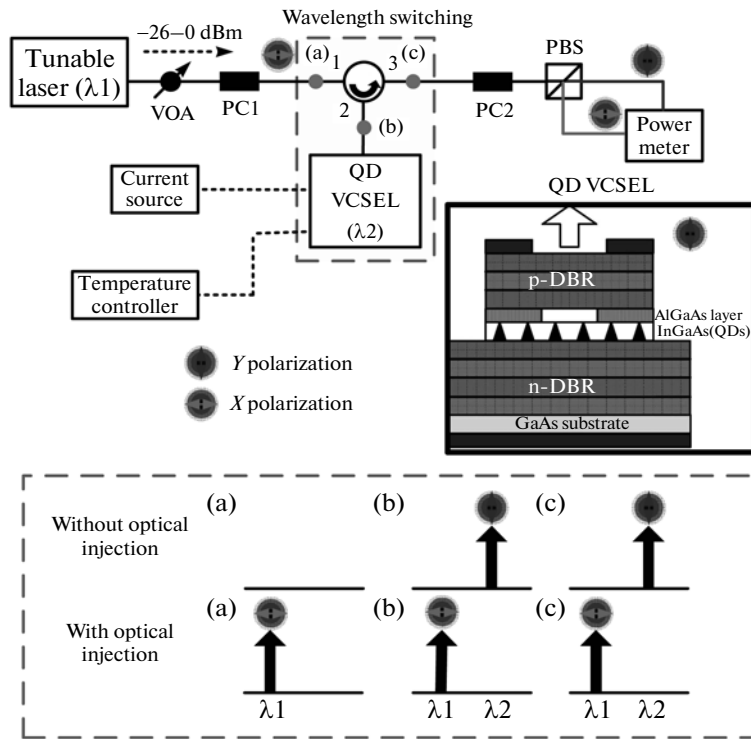 Wavelength switching
−26−0 dBm
Tunable
laser (λ1)
VOA
PC1
(a)
1
2
3
(c)
(b)
QD
VCSEL
(λ2)
PC2
PBS
Power
meter
Current
source
Temperature
controller
QD VCSEL
p-DBR
AlGaAs layer
InGaAs(QDs)
n-DBR
GaAs substrate
Y polarization
X polarization
Without optical
injection
(a)
(b)
(c)
With optical
injection
(a)
(b)
(c)
λ1
λ1 λ2
λ1 λ2